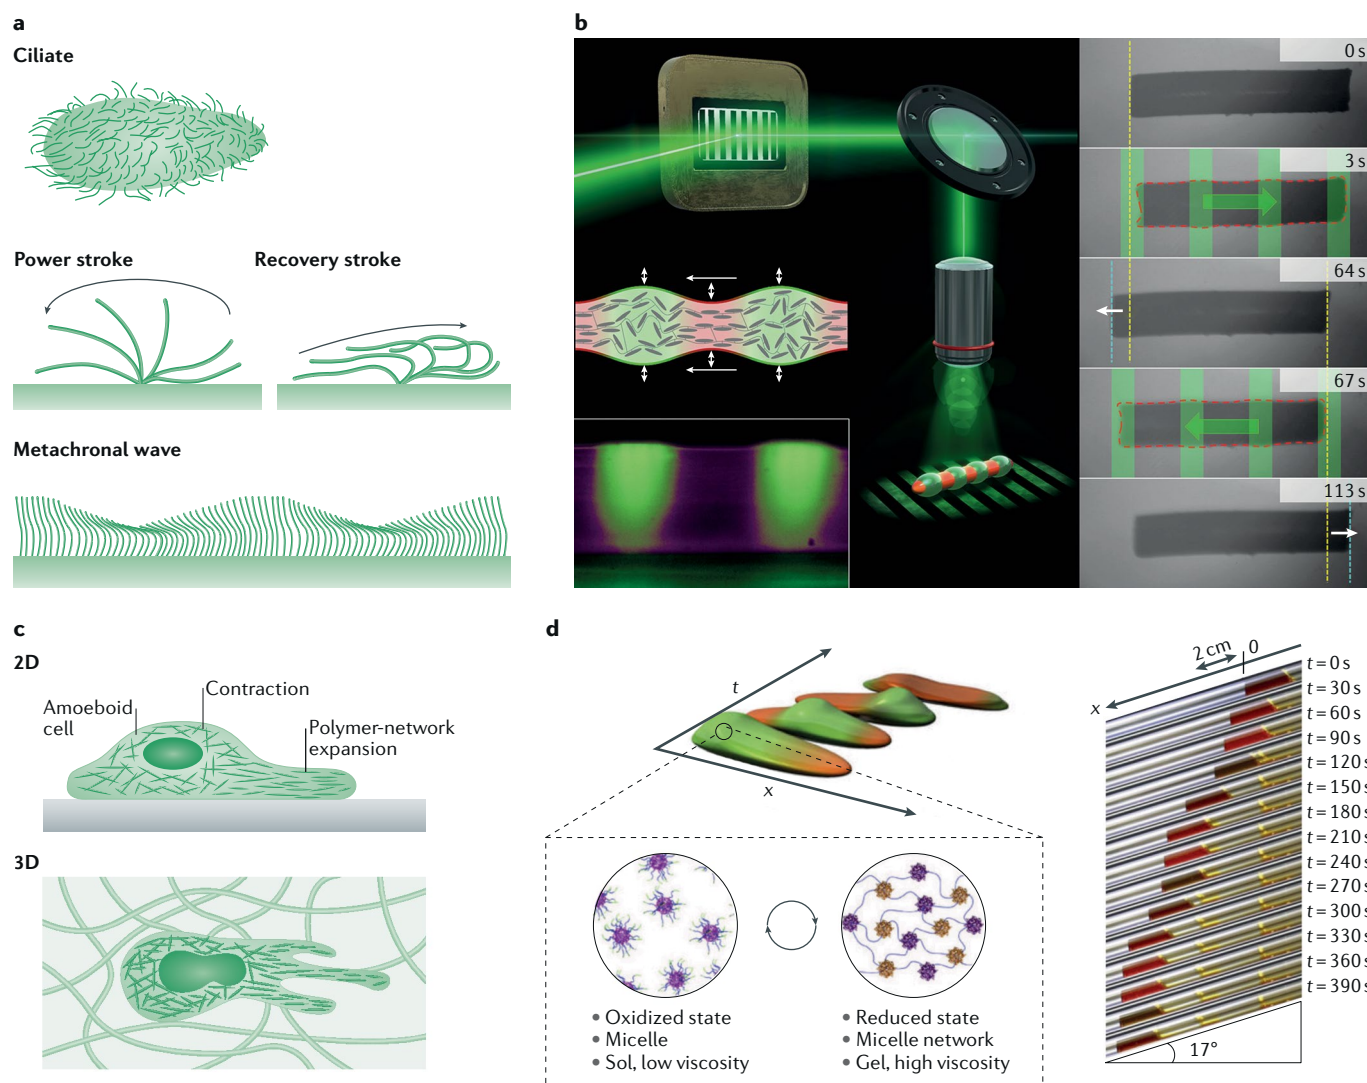 a
Ciliate
Power stroke
Recovery stroke
Metachronal wave
b
0 s
3 s
64 s
67 s
113 s
c
2D
Amoeboid
cell
Contraction
Polymer-network
expansion
3D
d
t
x
• Oxidized state
• Micelle
• Sol, low viscosity
• Reduced state
• Micelle network
• Gel, high viscosity
2 cm
0
x
t = 0 s
t = 30 s
t = 60 s
t = 90 s
t = 120 s
t = 150 s
t = 180 s
t = 210 s
t = 240 s
t = 270 s
t = 300 s
t = 330 s
t = 360 s
t = 390 s
17°